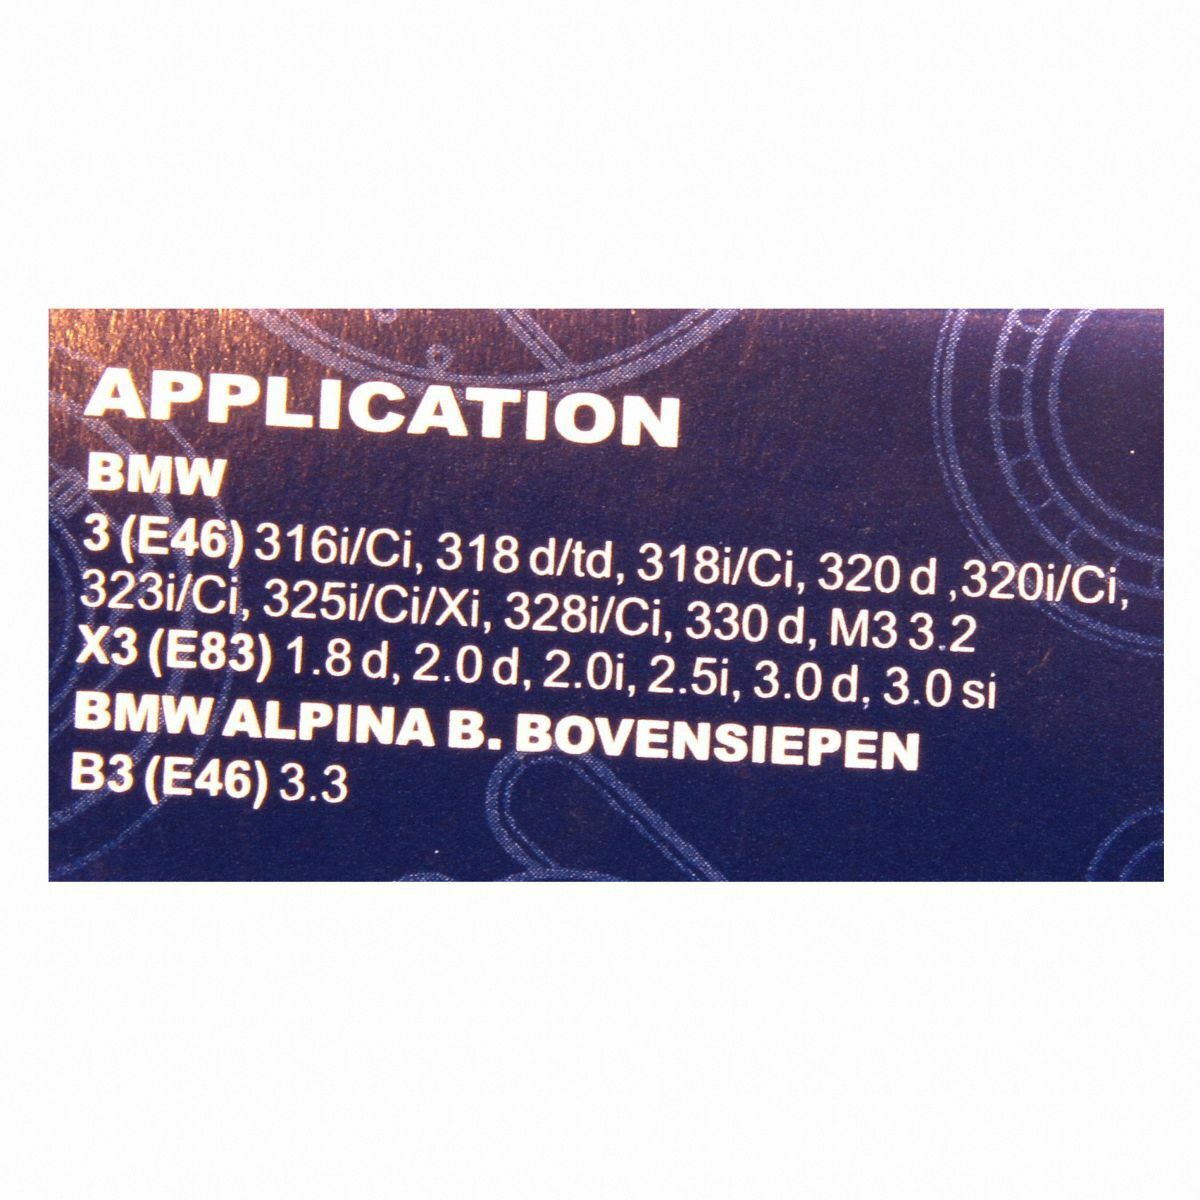 APPLICATION
BMW
3 (E46) 316i/Ci, 318 d/td, 318i/Ci, 320 d ,320i/Ci,
323i/Ci, 325i/Ci/Xi, 328i/Ci, 330 d, M3 3.2
X3 (E83) 1.8 d, 2.0 d, 2.0i, 2.5i, 3.0 d, 3.0 si
BMW ALPINA B. BOVENSIEPEN
B3 (E46) 3.3